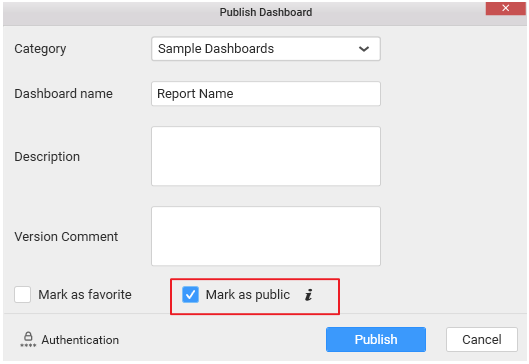 Publish Dashboard
Category
Sample Dashboards
Dashboard name
Report Name
Description
Version Comment
Mark as favorite
Mark as public i
Authentication
Publish
Cancel